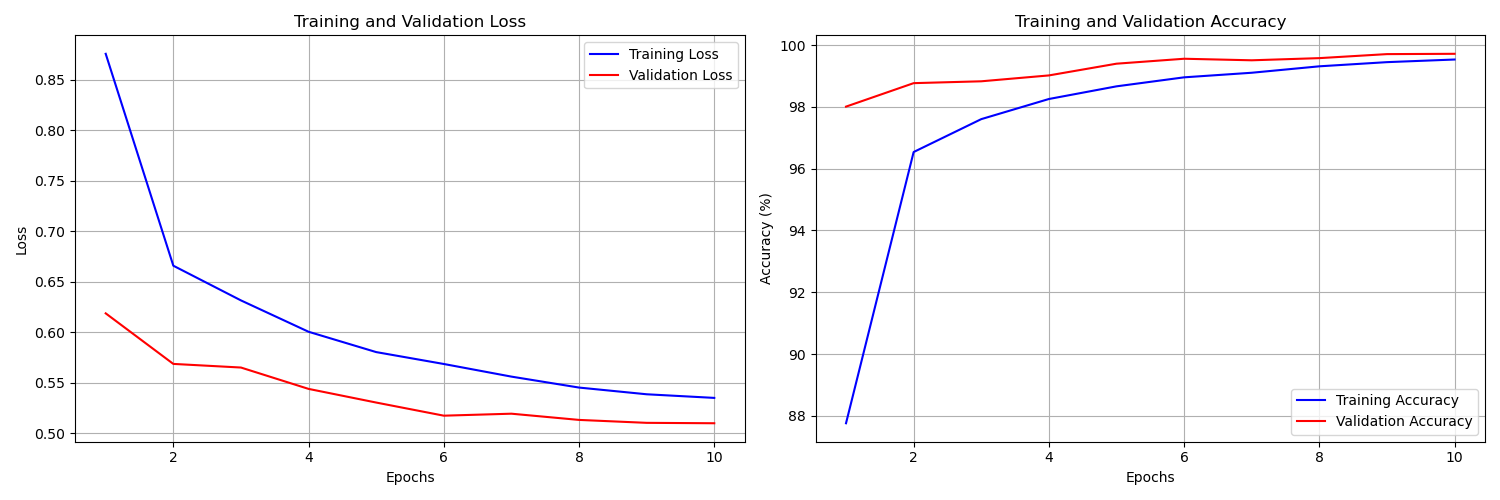 Training and Validation Loss
Training Loss
Validation Loss
0.85
0.80
0.75
0.70
0.65
0.60
0.55
0.50
Loss
2 4 6 8 10
Epochs
Training and Validation Accuracy
100
98
96
94
92
90
88
Accuracy (%)
Training Accuracy
Validation Accuracy
2 4 6 8 10
Epochs